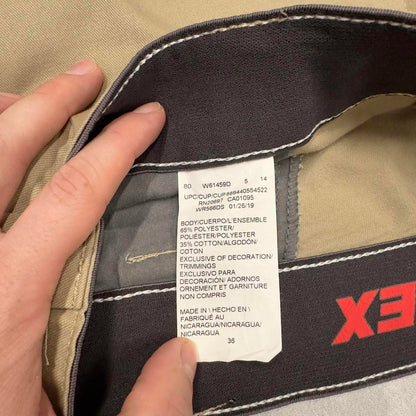 80 W61459D 5 14
UPC/CUP/CUP889440554522
RN20697 CA01095
WR566DS 01/26/19
BODY/CUERPO/L'ENSEMBLE
65% POLYESTER/
POLIÉSTER/POLYESTER
35% COTTON/ALGODÓN/
COTON
EXCLUSIVE OF DECORATION/
TRIMMINGS
EXCLUSIVO PARA
DECORACIÓN/ ADORNOS
ORNEMENT ET GARNITURE
NON COMPRIS
MADE IN \ HECHO EN \
FABRIQUÉ AU
NICARAGUA/NICARAGUA/
NICARAGUA
36
EX